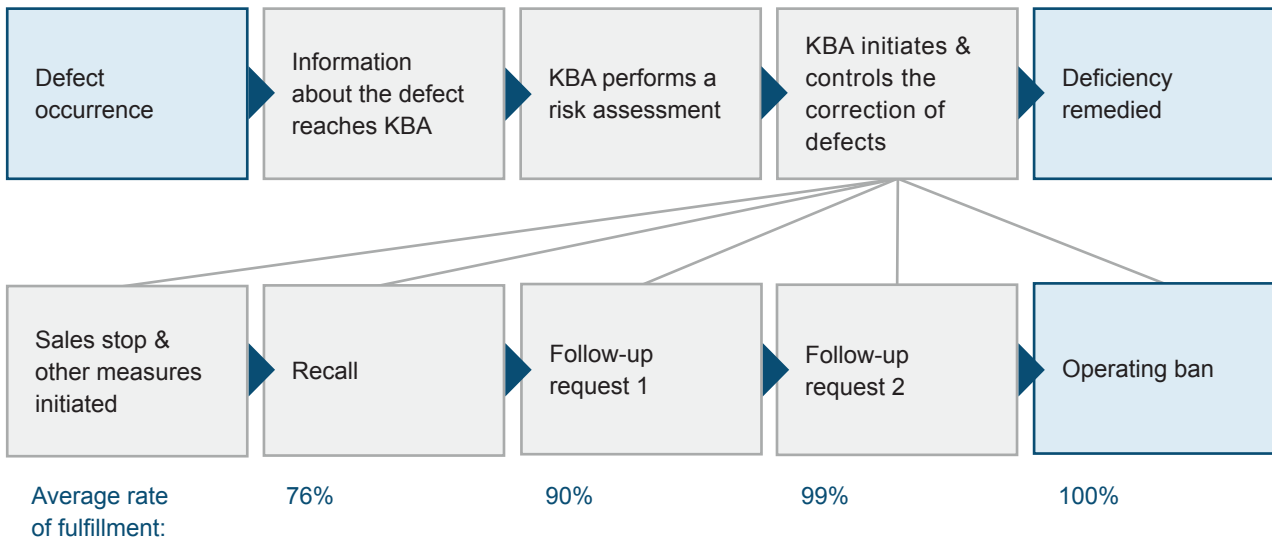 Defect
occurrence
Information
about the defect
reaches KBA
KBA performs a
risk assessment
KBA initiates &
controls the
correction of
defects
Deficiency
remedied
Sales stop &
other measures
initiated
Recall
Follow-up
request 1
Follow-up
request 2
Operating ban
Average rate
of fulfillment:
76%
90%
99%
100%